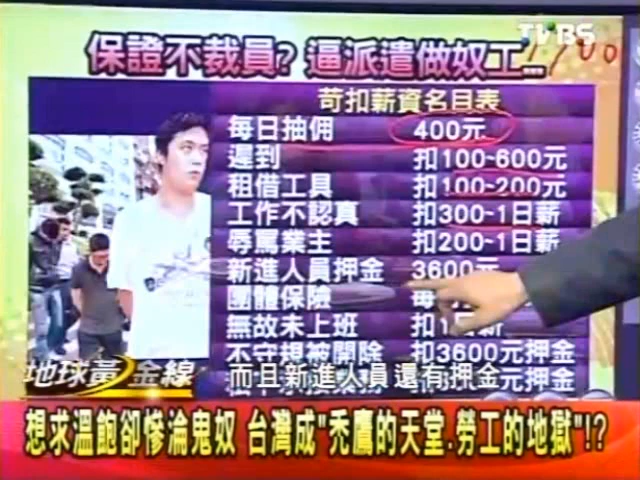 TVBS
保證不裁員?逼派遣做奴工...
1700
苛扣薪資名目表
每日抽佣 400元
遲到 扣100~600元
租借工具 扣100~200元
工作不認真 扣300~1日薪
辱罵業主 扣200~1日薪
新進人員押金 3600元
團體保險 每
無故未上班 扣1日薪
不守規被開除 扣3600元押金
地球黃金線
而且新進人員還有押金
想求溫飽卻慘淪鬼奴 台灣成"禿鷹的天堂.勞工的地獄"!?